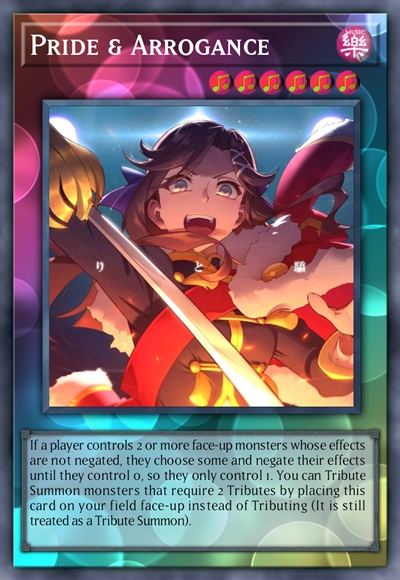 Pride & Arrogance
MUSIC
樂
り と
If a player controls 2 or more face-up monsters whose effects
are not negated, they choose some and negate their effects
until they control 0, so they only control 1. You can Tribute
Summon monsters that require 2 Tributes by placing this
card on your field face-up instead of Tributing (It is still
treated as a Tribute Summon).